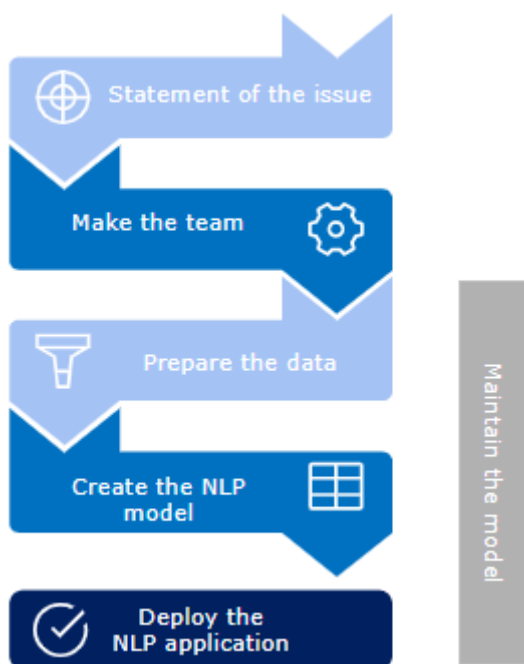 Statement of the issue
Make the team
Prepare the data
Create the NLP
model
Deploy the
NLP application
Maintain the model